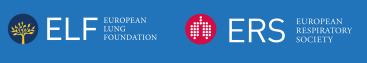 ELF EUROPEAN
LUNG
FOUNDATION
ERS EUROPEAN
RESPIRATORY
SOCIETY